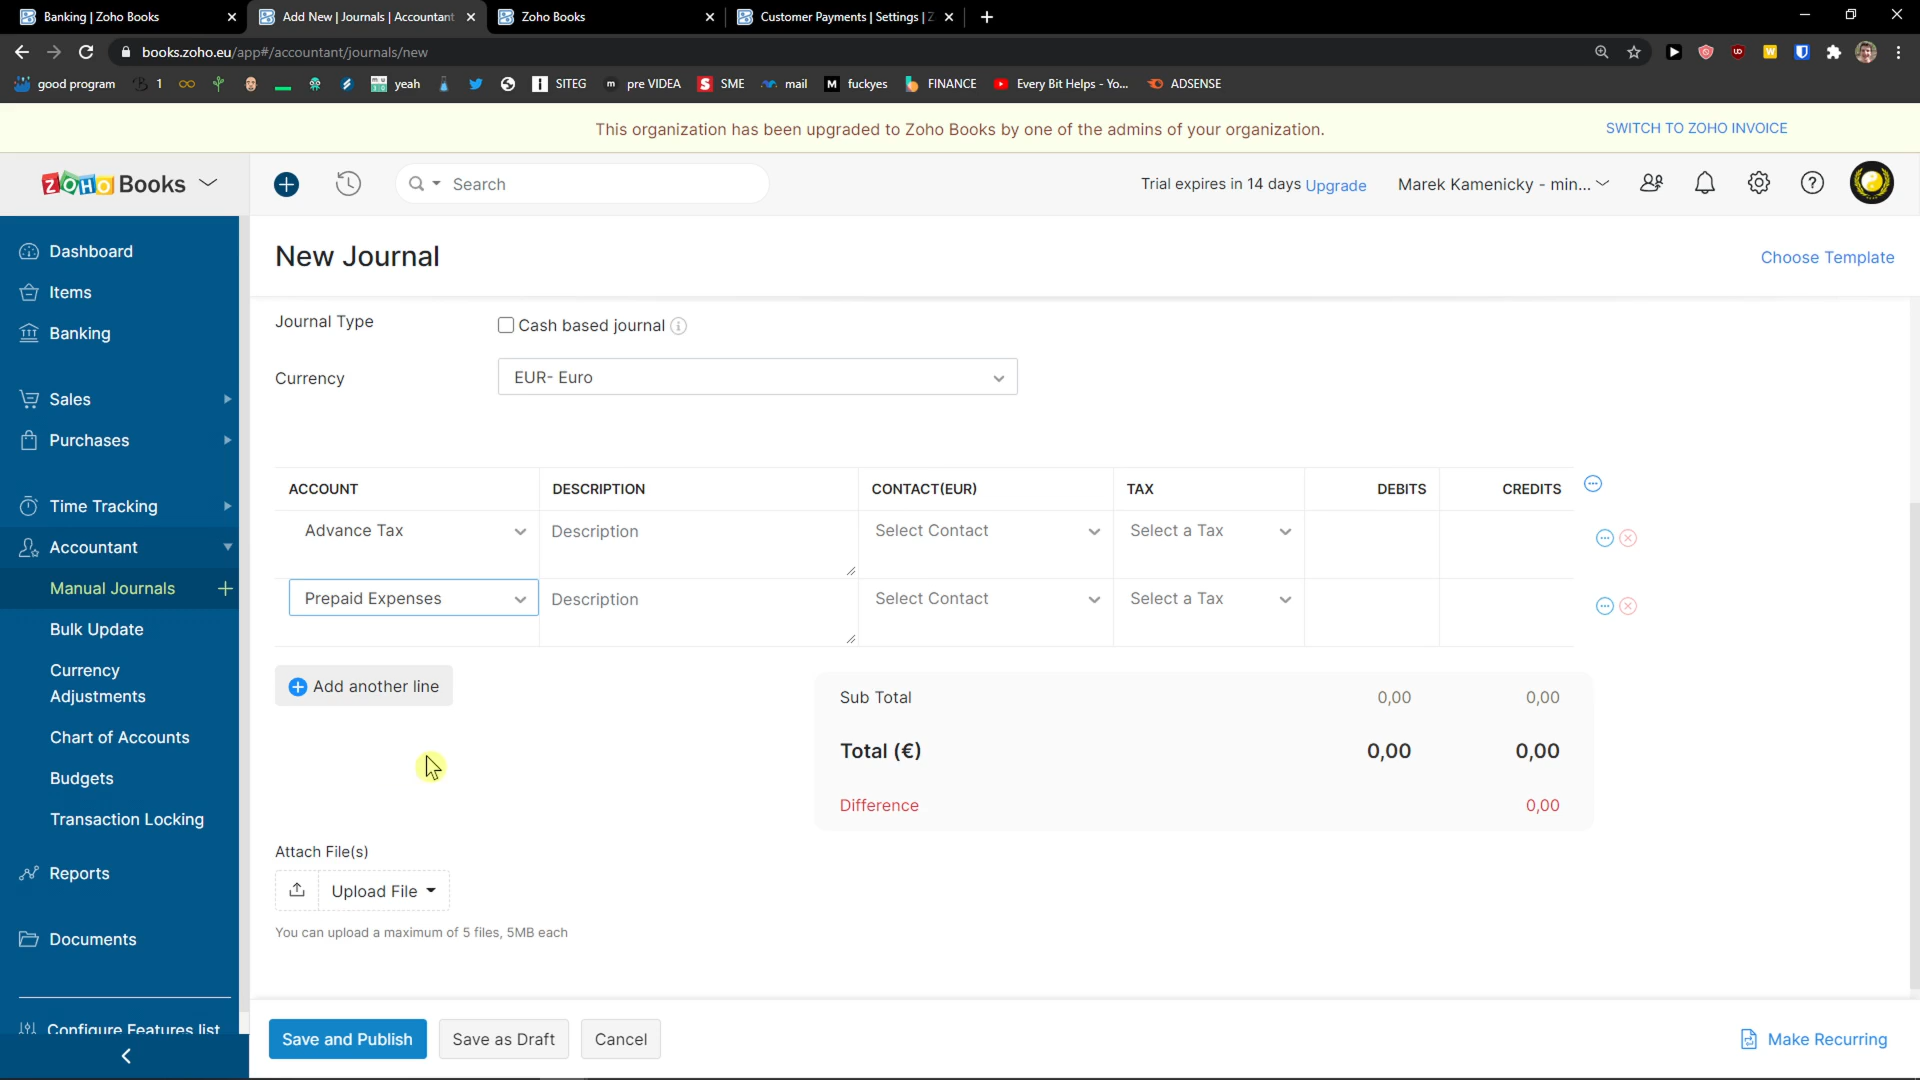 Banking | Zoho Books
Add New | Journals | Accountant
Zoho Books
Customer Payments | Settings | Z
books.zoho.eu/app#/accountant/journals/new
good program
1
yeah
SITEG
pre VIDEA
SME
mail
fuckyes
FINANCE
Every Bit Helps - Yo...
ADSENSE
This organization has been upgraded to Zoho Books by one of the admins of your organization.
SWITCH TO ZOHO INVOICE
ZOHO Books
Search
Trial expires in 14 days Upgrade
Marek Kamenicky - min...
Dashboard
Items
Banking
Sales
Purchases
Time Tracking
Accountant
Manual Journals
Bulk Update
Currency
Adjustments
Chart of Accounts
Budgets
Transaction Locking
Reports
Documents
Configure Features list
New Journal
Choose Template
Journal Type
Cash based journal
Currency
EUR- Euro
ACCOUNT DESCRIPTION CONTACT(EUR) TAX DEBITS CREDITS
Advance Tax Description Select Contact Select a Tax
Prepaid Expenses Description Select Contact Select a Tax
Add another line
Sub Total 0,00 0,00
Total (€) 0,00 0,00
Difference 0,00
Attach File(s)
Upload File
You can upload a maximum of 5 files, 5MB each
Save and Publish
Save as Draft
Cancel
Make Recurring